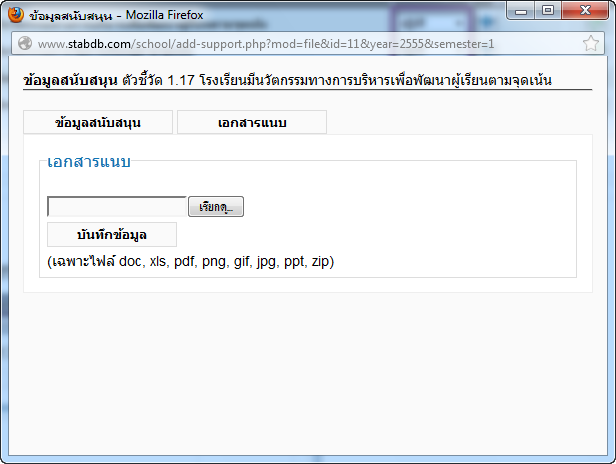 ข้อมูลสนับสนุน - Mozilla Firefox
www.stabdb.com/school/add-support.php?mod=file&id=11&year=2555&semester=1
ข้อมูลสนับสนุน ตัวชี้วัด 1.17 โรงเรียนมีนวัตกรรมทางการบริหารเพื่อพัฒนาผู้เรียนตามจุดเน้น
ข้อมูลสนับสนุน เอกสารแนบ
เอกสารแนบ
เรียกดู...
บันทึกข้อมูล
(เฉพาะไฟล์ doc, xls, pdf, png, gif, jpg, ppt, zip)